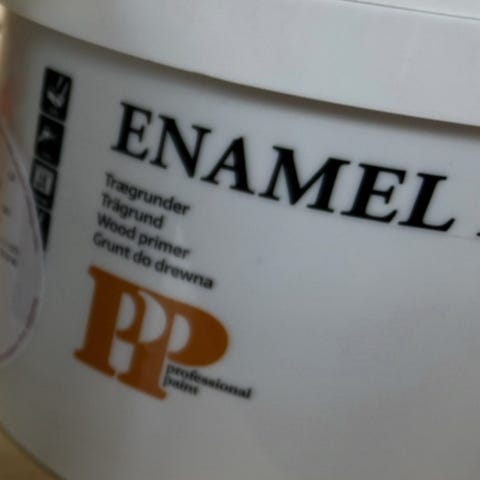 ENAMEL
Trægrunder
Trägrund
Wood primer
Grunt do drewna
PP
professional
paint